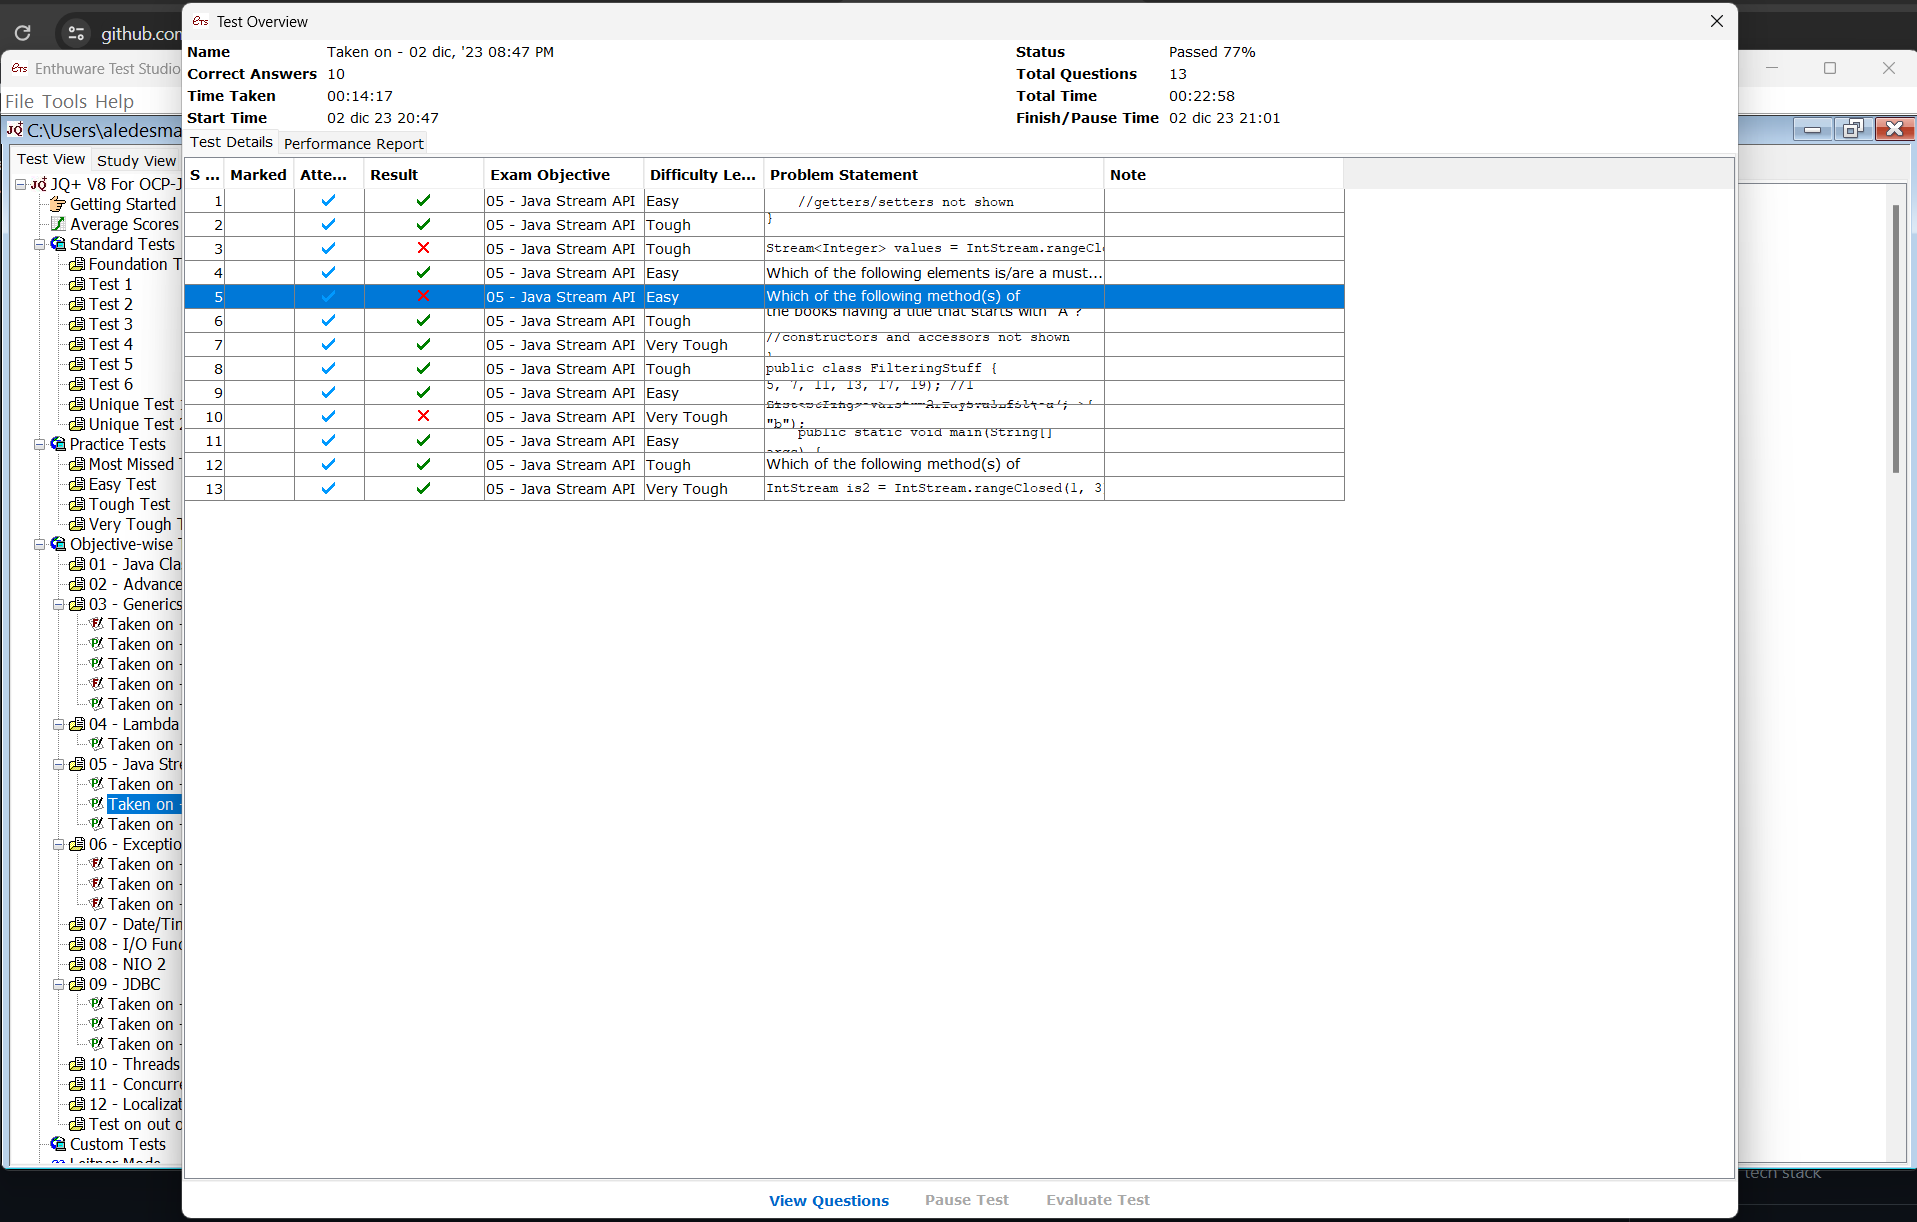 github.com
Test Overview
Enthuware Test Studio
File Tools Help
C:\Users\aledesma
Test View Study View
JQ+ V8 For OCP-J
Getting Started
Average Scores
Standard Tests
Foundation T
Test 1
Test 2
Test 3
Test 4
Test 5
Test 6
Unique Test
Unique Test 2
Practice Tests
Most Missed T
Easy Test
Tough Test
Very Tough T
Objective-wise T
01 - Java Cla
02 - Advance
03 - Generics
Taken on -
Taken on -
Taken on -
Taken on -
Taken on -
04 - Lambda
Taken on -
05 - Java Stre
Taken on -
Taken on -
Taken on -
06 - Exceptio
Taken on -
Taken on -
Taken on -
07 - Date/Tim
08 - I/O Func
08 - NIO 2
09 - JDBC
Taken on -
Taken on -
Taken on -
10 - Threads
11 - Concurre
12 - Localizat
Test on out o
Custom Tests
Leitner Mode
Name Taken on - 02 dic, '23 08:47 PM Status Passed 77%
Correct Answers 10 Total Questions 13
Time Taken 00:14:17 Total Time 00:22:58
Start Time 02 dic 23 20:47 Finish/Pause Time 02 dic 23 21:01
Test Details Performance Report
S ... Marked Atte... Result Exam Objective Difficulty Le... Problem Statement Note
1 05 - Java Stream API Easy //getters/setters not shown
2 05 - Java Stream API Tough }
3 05 - Java Stream API Tough Stream<Integer> values = IntStream.rangeClo
4 05 - Java Stream API Easy Which of the following elements is/are a must...
5 05 - Java Stream API Easy Which of the following method(s) of
6 05 - Java Stream API Tough the books having a title that starts with "A"?
7 05 - Java Stream API Very Tough //constructors and accessors not shown
8 05 - Java Stream API Tough public class FilteringStuff {
9 05 - Java Stream API Easy 5, 7, 11, 13, 17, 19); //1
10 05 - Java Stream API Very Tough "b");
11 05 - Java Stream API Easy public static void main(String[]
12 05 - Java Stream API Tough Which of the following method(s) of
13 05 - Java Stream API Very Tough IntStream is2 = IntStream.rangeClosed(1, 3
View Questions Pause Test Evaluate Test
tech stack